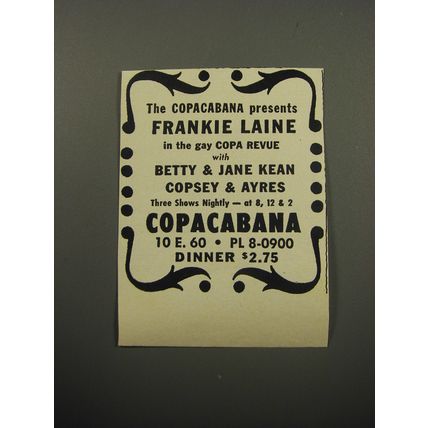 The COPACABANA presents
FRANKIE LAINE
in the gay COPA REVUE
with
BETTY & JANE KEAN
COPSEY & AYRES
Three Shows Nightly — at 8, 12 & 2
COPACABANA
10 E. 60 • PL 8-0900
DINNER $2.75